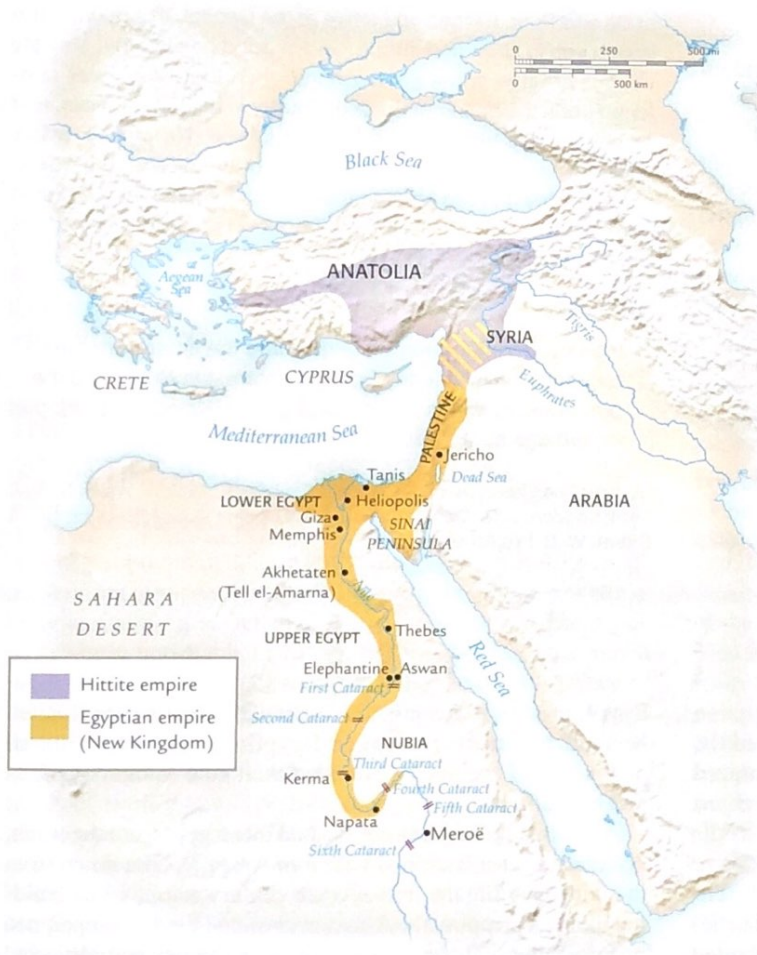 0 250 500 mi
0 500 km
Black Sea
ANATOLIA
Aegean
Sea
Tigris
SYRIA
CRETE
CYPRUS
Euphrates
Mediterranean Sea
PALESTINE
Jericho
Dead Sea
Tanis
LOWER EGYPT
Heliopolis
ARABIA
Giza
Memphis
SINAI
PENINSULA
Akhetaten
(Tell el-Amarna)
Nile
SAHARA
DESERT
Thebes
UPPER EGYPT
Red Sea
Elephantine
Aswan
First Cataract
Hittite empire
Egyptian empire
(New Kingdom)
Second Cataract
NUBIA
Third Cataract
Kerma
Fourth Cataract
Fifth Cataract
Napata
Meroë
Sixth Cataract